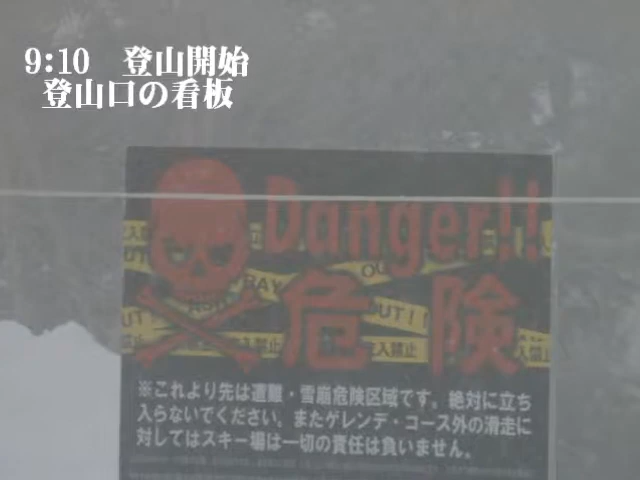 9:10 登山開始
登山口の看板
Danger!!
危険
※これより先は遭難・雪崩危険区域です。絶対に立ち
入らないでください。またゲレンデ・コース外の滑走に
対してはスキー場は一切の責任は負いません。